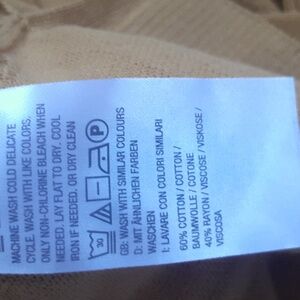 MACHINE WASH COLD DELICATE
CYCLE. WASH WITH LIKE COLORS.
ONLY NON-CHLORINE BLEACH WHEN
NEEDED. LAY FLAT TO DRY. COOL
IRON IF NEEDED. OR DRY CLEAN
30
P
GB: WASH WITH SIMILAR COLOURS
D: MIT ÄHNLICHEN FARBEN
WASCHEN
I: LAVARE CON COLORI SIMILARI
60% COTTON / COTTON /
BAUMWOLLE / COTONE
40% RAYON / VISCOSE / VISKOSE /
VISCOSA